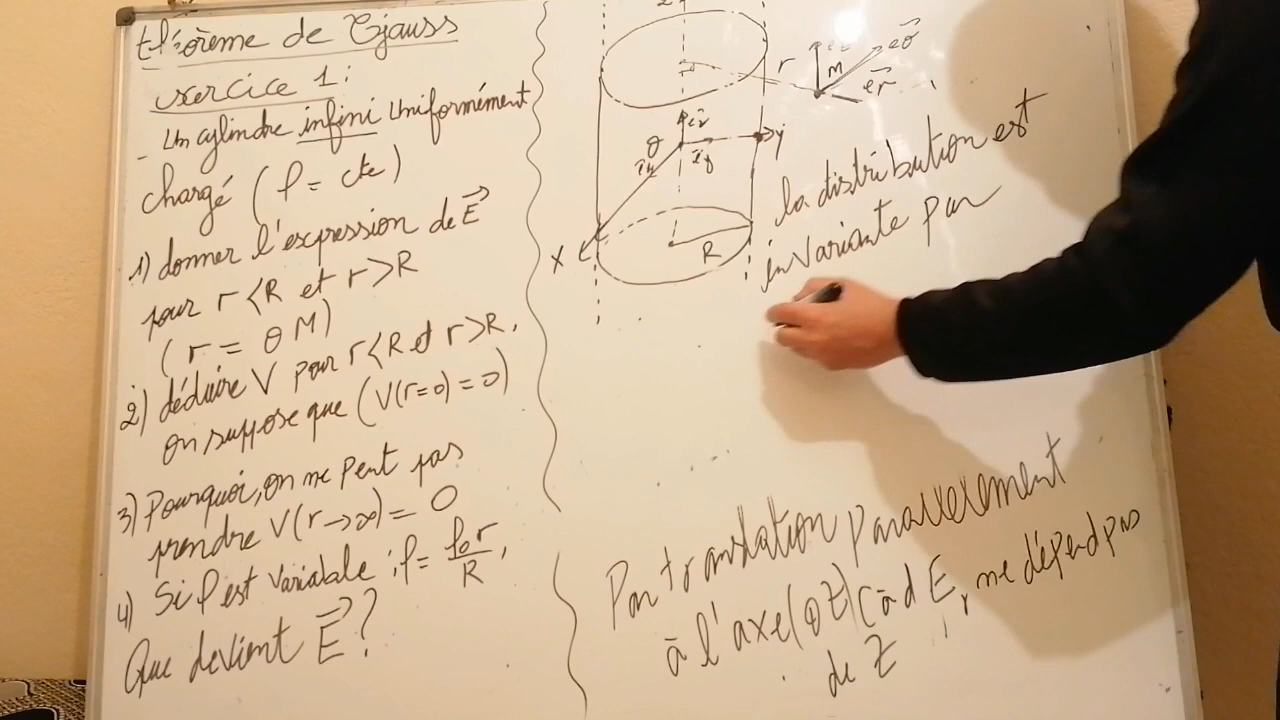 théorème de Gauss
exercice 1 :
- Un cylindre infini uniformément
chargé (ρ = cte)
1) donner l'expression de E⃗
pour r < R et r > R
(r = OM)
2) déduire V pour r < R et r > R,
on suppose que (V(r=0) = 0)
3) Pourquoi, on ne peut pas
prendre V(r→∞) = 0
4) Si ρ est variable ; ρ = ρ₀r/R,
Que devient E⃗ ?
z
r
M
eθ⃗
er⃗
O
y
X
R
la distribution est
invariante par
Par translation parallèlement
à l'axe (OZ) càd E, ne dépend pas
de Z